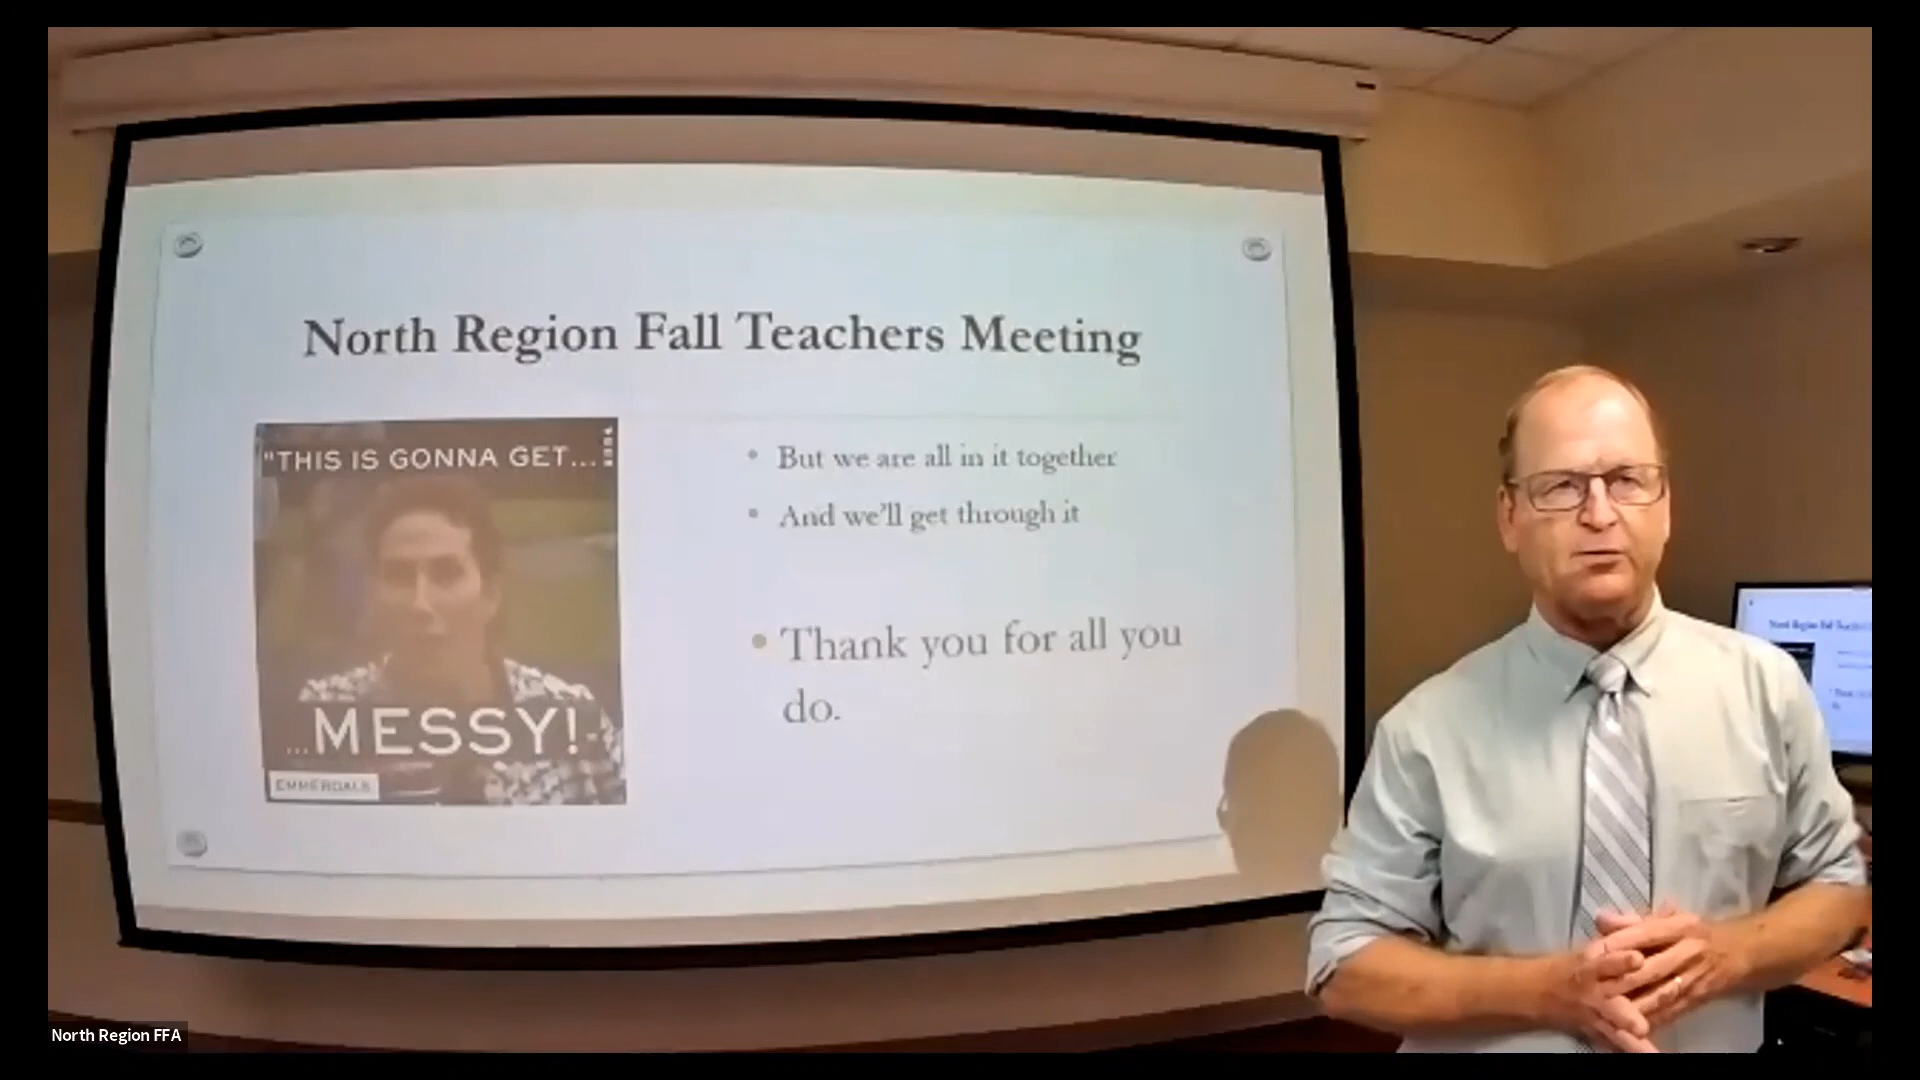 North Region Fall Teachers Meeting
"THIS IS GONNA GET...
...MESSY!
EMMERDALE
But we are all in it together
And we'll get through it
Thank you for all you
do.
North Region FFA